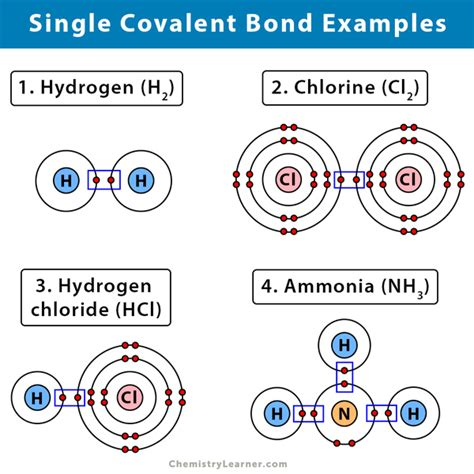 Single Covalent Bond Examples
1. Hydrogen (H₂)
2. Chlorine (Cl₂)
H H
Cl Cl
3. Hydrogen
chloride (HCl)
4. Ammonia (NH₃)
H Cl
H
H N H
ChemistryLearner.com